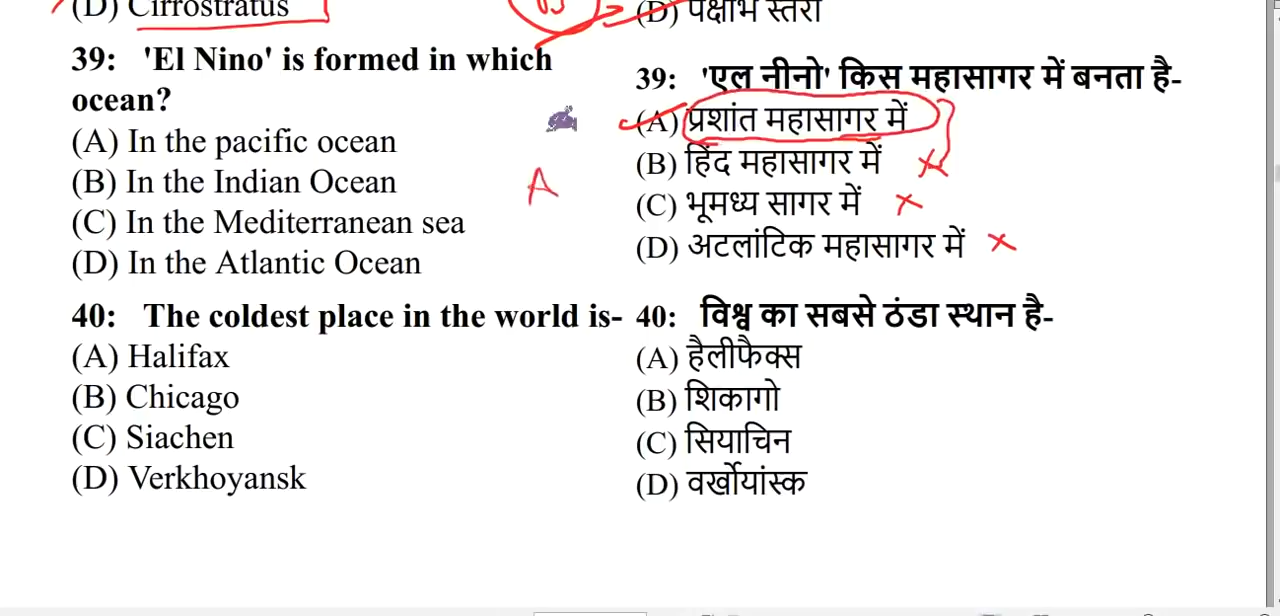 (D) Cirrostratus
(D) पक्षाभ स्तरी
39: 'El Nino' is formed in which
ocean?
(A) In the pacific ocean
(B) In the Indian Ocean
(C) In the Mediterranean sea
(D) In the Atlantic Ocean
A
39: 'एल नीनो' किस महासागर में बनता है-
(A) प्रशांत महासागर में
(B) हिंद महासागर में
(C) भूमध्य सागर में
(D) अटलांटिक महासागर में
40: The coldest place in the world is-
(A) Halifax
(B) Chicago
(C) Siachen
(D) Verkhoyansk
40: विश्व का सबसे ठंडा स्थान है-
(A) हैलीफैक्स
(B) शिकागो
(C) सियाचिन
(D) वर्खोयांस्क